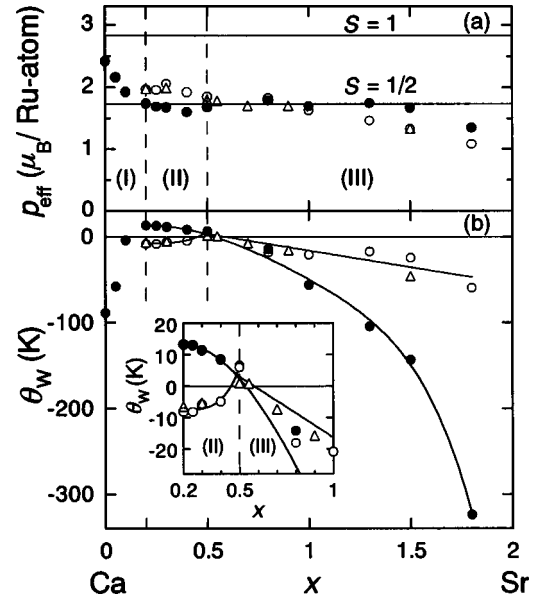 3
S = 1
(a)
2
S = 1/2
1
(I)
(II)
(III)
0
p_eff (μ_B / Ru-atom)
(b)
0
-100
-200
-300
θ_W (K)
20
10
0
-10
-20
θ_W (K)
(II)
(III)
0.2
0.5
1
x
0
0.5
1
1.5
2
Ca
x
Sr